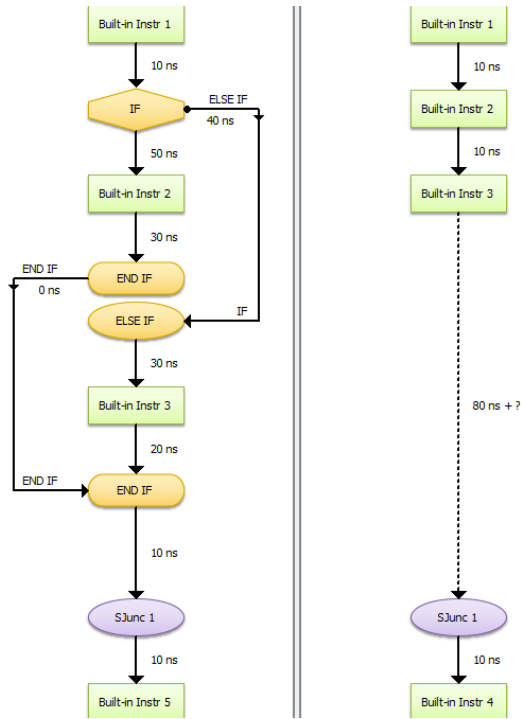 Built-in Instr 1
10 ns
IF
ELSE IF
40 ns
50 ns
Built-in Instr 2
30 ns
END IF
0 ns
END IF
ELSE IF
IF
30 ns
Built-in Instr 3
20 ns
END IF
END IF
10 ns
SJunc 1
10 ns
Built-in Instr 5
Built-in Instr 1
10 ns
Built-in Instr 2
10 ns
Built-in Instr 3
80 ns + ?
SJunc 1
10 ns
Built-in Instr 4